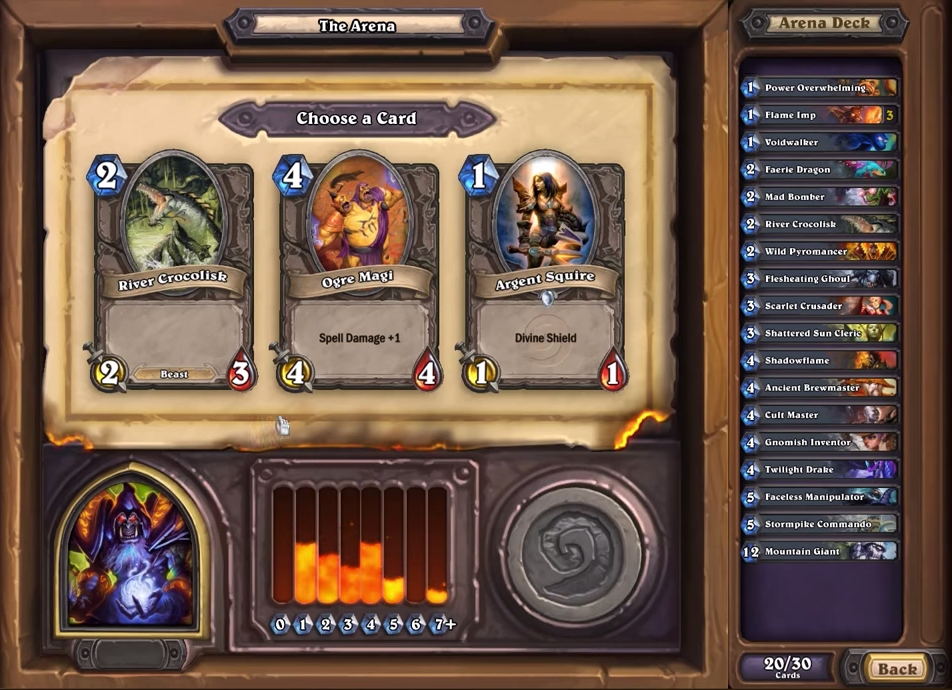 The Arena
Choose a Card
2
River Crocolisk
Beast
2
3
4
Ogre Magi
Spell Damage +1
4
4
1
Argent Squire
Divine Shield
1
1
0 1 2 3 4 5 6 7+
Arena Deck
1 Power Overwhelming
1 Flame Imp 3
1 Voidwalker
2 Faerie Dragon
2 Mad Bomber
2 River Crocolisk
2 Wild Pyromancer
3 Flesheating Ghoul
3 Scarlet Crusader
3 Shattered Sun Cleric
4 Shadowflame
4 Ancient Brewmaster
4 Cult Master
4 Gnomish Inventor
4 Twilight Drake
5 Faceless Manipulator
5 Stormpike Commando
12 Mountain Giant
20/30
Cards
Back